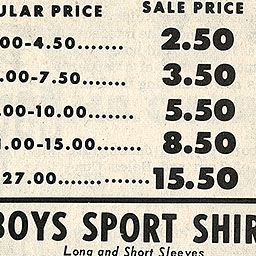 ULAR PRICE SALE PRICE
.00-4.50........ 2.50
.00-7.50........ 3.50
.00-10.00....... 5.50
1.00-15.00....... 8.50
27.00.............. 15.50
BOYS SPORT SHIR
Long and Short Sleeves